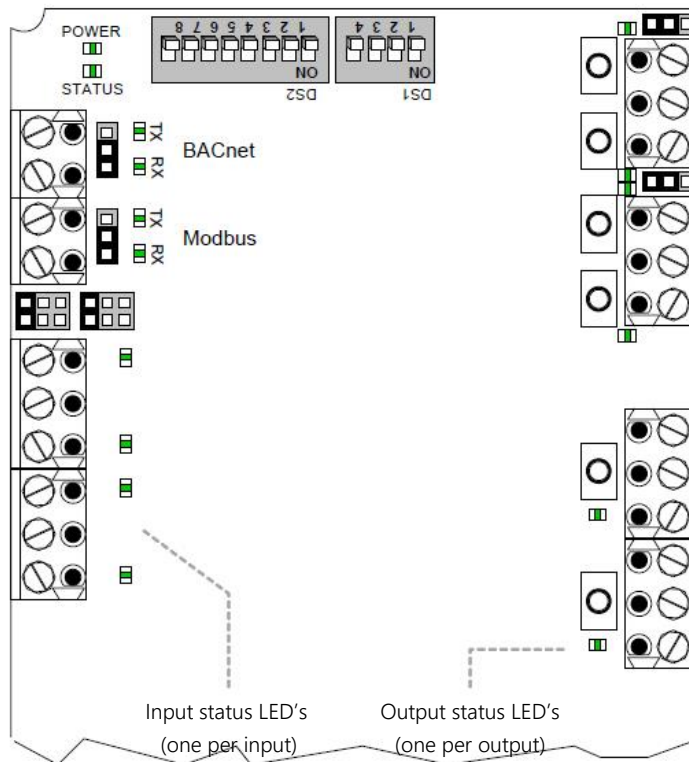 POWER
STATUS
8 7 6 5 4 3 2 1
ON
DS2
4 3 2 1
ON
DS1
TX
RX
BACnet
TX
RX
Modbus
Input status LED's
(one per input)
Output status LED's
(one per output)